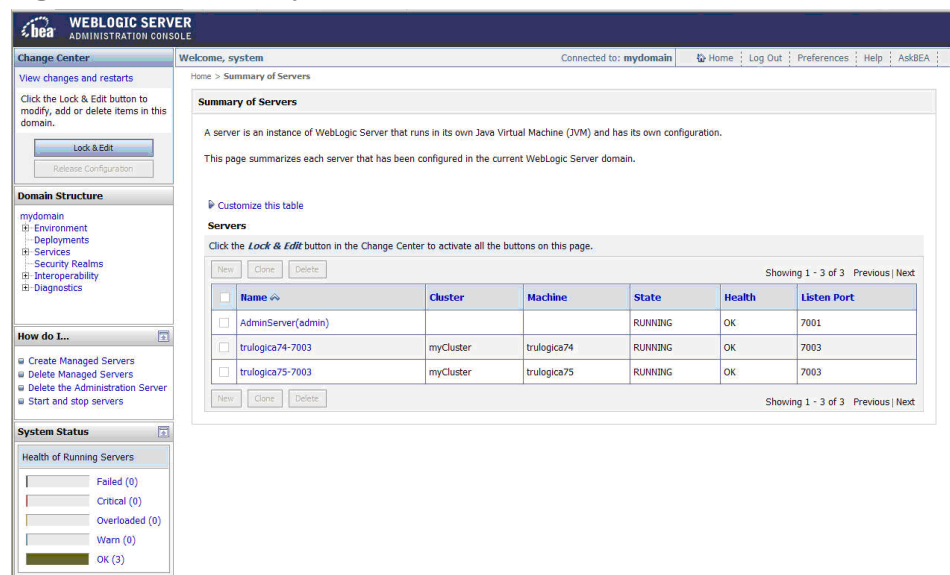 bea WEBLOGIC SERVER
ADMINISTRATION CONSOLE
Change Center
View changes and restarts
Click the Lock & Edit button to
modify, add or delete items in this
domain.
Lock & Edit
Release Configuration
Domain Structure
mydomain
Environment
Deployments
Services
Security Realms
Interoperability
Diagnostics
How do I...
Create Managed Servers
Delete Managed Servers
Delete the Administration Server
Start and stop servers
System Status
Health of Running Servers
Failed (0)
Critical (0)
Overloaded (0)
Warn (0)
OK (3)
Welcome, system Connected to: mydomain Home Log Out Preferences Help AskBEA
Home > Summary of Servers
Summary of Servers
A server is an instance of WebLogic Server that runs in its own Java Virtual Machine (JVM) and has its own configuration.
This page summarizes each server that has been configured in the current WebLogic Server domain.
Customize this table
Servers
Click the Lock & Edit button in the Change Center to activate all the buttons on this page.
New Clone Delete Showing 1 - 3 of 3 Previous | Next
Name Cluster Machine State Health Listen Port
AdminServer(admin) RUNNING OK 7001
trulogica74-7003 myCluster trulogica74 RUNNING OK 7003
trulogica75-7003 myCluster trulogica75 RUNNING OK 7003
New Clone Delete Showing 1 - 3 of 3 Previous | Next